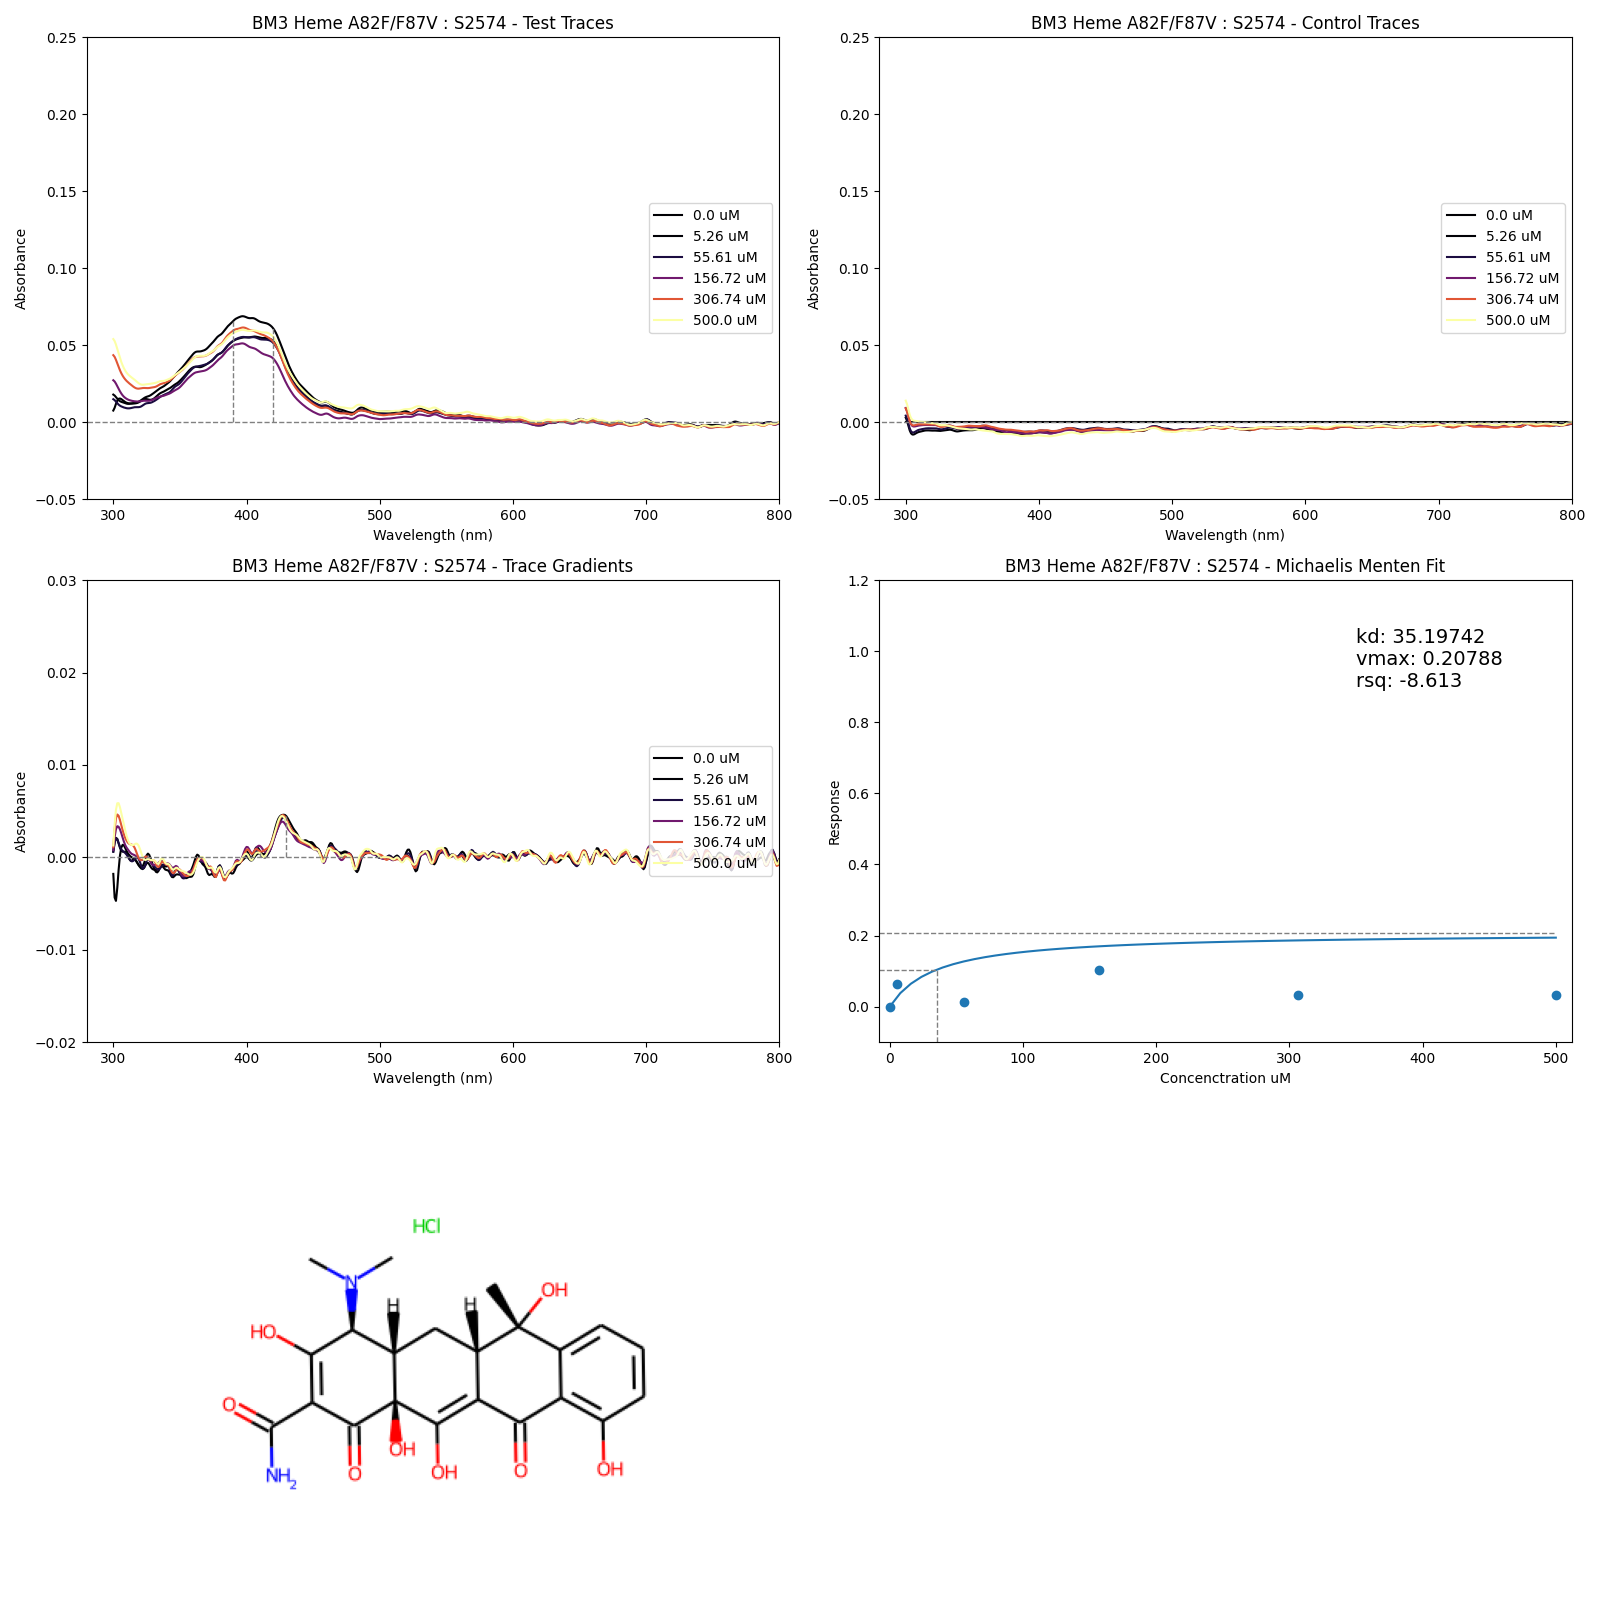 BM3 Heme A82F/F87V : S2574 - Test Traces
0.25
0.20
0.15
0.10
0.05
0.00
−0.05
Absorbance
300 400 500 600 700 800
Wavelength (nm)
0.0 uM
5.26 uM
55.61 uM
156.72 uM
306.74 uM
500.0 uM
BM3 Heme A82F/F87V : S2574 - Control Traces
0.25
0.20
0.15
0.10
0.05
0.00
−0.05
Absorbance
300 400 500 600 700 800
Wavelength (nm)
0.0 uM
5.26 uM
55.61 uM
156.72 uM
306.74 uM
500.0 uM
BM3 Heme A82F/F87V : S2574 - Trace Gradients
0.03
0.02
0.01
0.00
−0.01
−0.02
Absorbance
300 400 500 600 700 800
Wavelength (nm)
0.0 uM
5.26 uM
55.61 uM
156.72 uM
306.74 uM
500.0 uM
BM3 Heme A82F/F87V : S2574 - Michaelis Menten Fit
1.2
1.0
0.8
0.6
0.4
0.2
0.0
Response
kd: 35.19742
vmax: 0.20788
rsq: -8.613
0 100 200 300 400 500
Concenctration uM
HCl
N
H H OH
HO
O
OH
NH2 O OH O OH